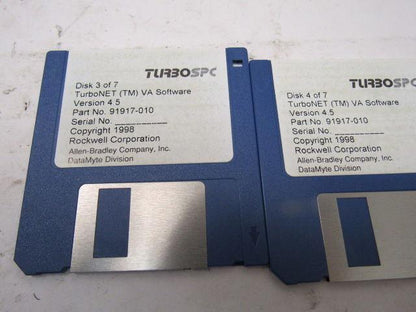 TURBOSPC
Disk 3 of 7
TurboNET (TM) VA Software
Version 4.5
Part No. 91917-010
Serial No. ______________
Copyright 1998
Rockwell Corporation
Allen-Bradley Company, Inc.
DataMyte Division
TURBOSPC
Disk 4 of 7
TurboNET (TM) VA Software
Version 4.5
Part No. 91917-010
Serial No. ______________
Copyright 1998
Rockwell Corporation
Allen-Bradley Company, Inc.
DataMyte Division